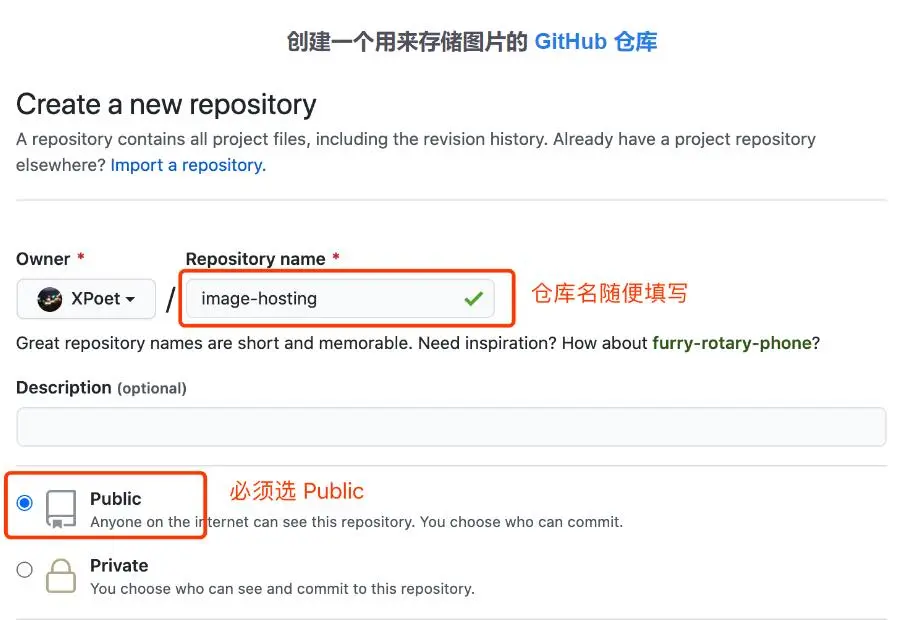 创建一个用来存储图片的 GitHub 仓库
Create a new repository
A repository contains all project files, including the revision history. Already have a project repository
elsewhere? Import a repository.
Owner *
Repository name *
XPoet
/
image-hosting
仓库名随便填写
Great repository names are short and memorable. Need inspiration? How about furry-rotary-phone?
Description (optional)
必须选 Public
Public
Anyone on the internet can see this repository. You choose who can commit.
Private
You choose who can see and commit to this repository.